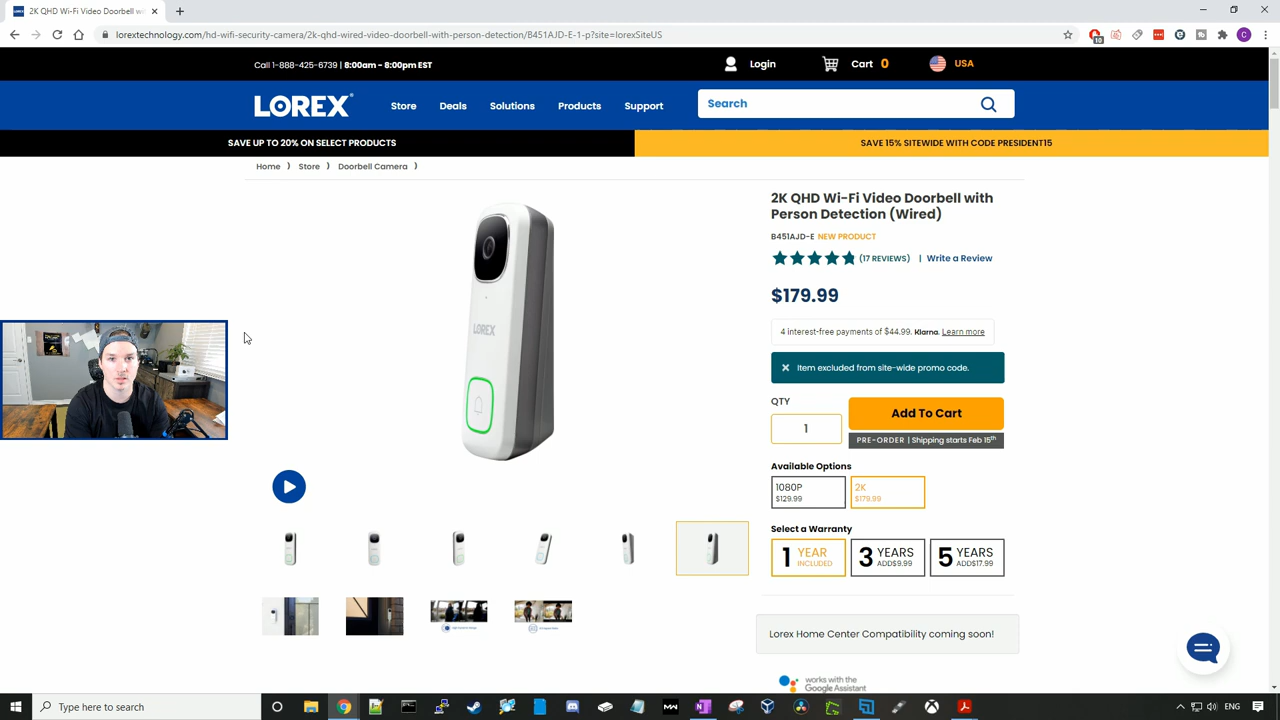 2K QHD Wi-Fi Video Doorbell wi
lorextechnology.com/hd-wifi-security-camera/2k-qhd-wired-video-doorbell-with-person-detection/B451AJD-E-1-p?site=lorexSiteUS
10
C
Call 1-888-425-6739 | 8:00am - 8:00pm EST
Login
Cart 0
USA
LOREX
Store
Deals
Solutions
Products
Support
Search
SAVE UP TO 20% ON SELECT PRODUCTS
SAVE 15% SITEWIDE WITH CODE PRESIDENT15
Home
Store
Doorbell Camera
2K QHD Wi-Fi Video Doorbell with
Person Detection (Wired)
B451AJD-E NEW PRODUCT
(17 REVIEWS) | Write a Review
$179.99
4 interest-free payments of $44.99. Klarna. Learn more
Item excluded from site-wide promo code.
LOREX
QTY
1
Add To Cart
PRE-ORDER | Shipping starts Feb 15th
Available Options
1080P
$129.99
2K
$179.99
Select a Warranty
1 YEAR
INCLUDED
3 YEARS
ADD$9.99
5 YEARS
ADD$17.99
Lorex Home Center Compatibility coming soon!
works with the
Google Assistant
Type here to search
ENG